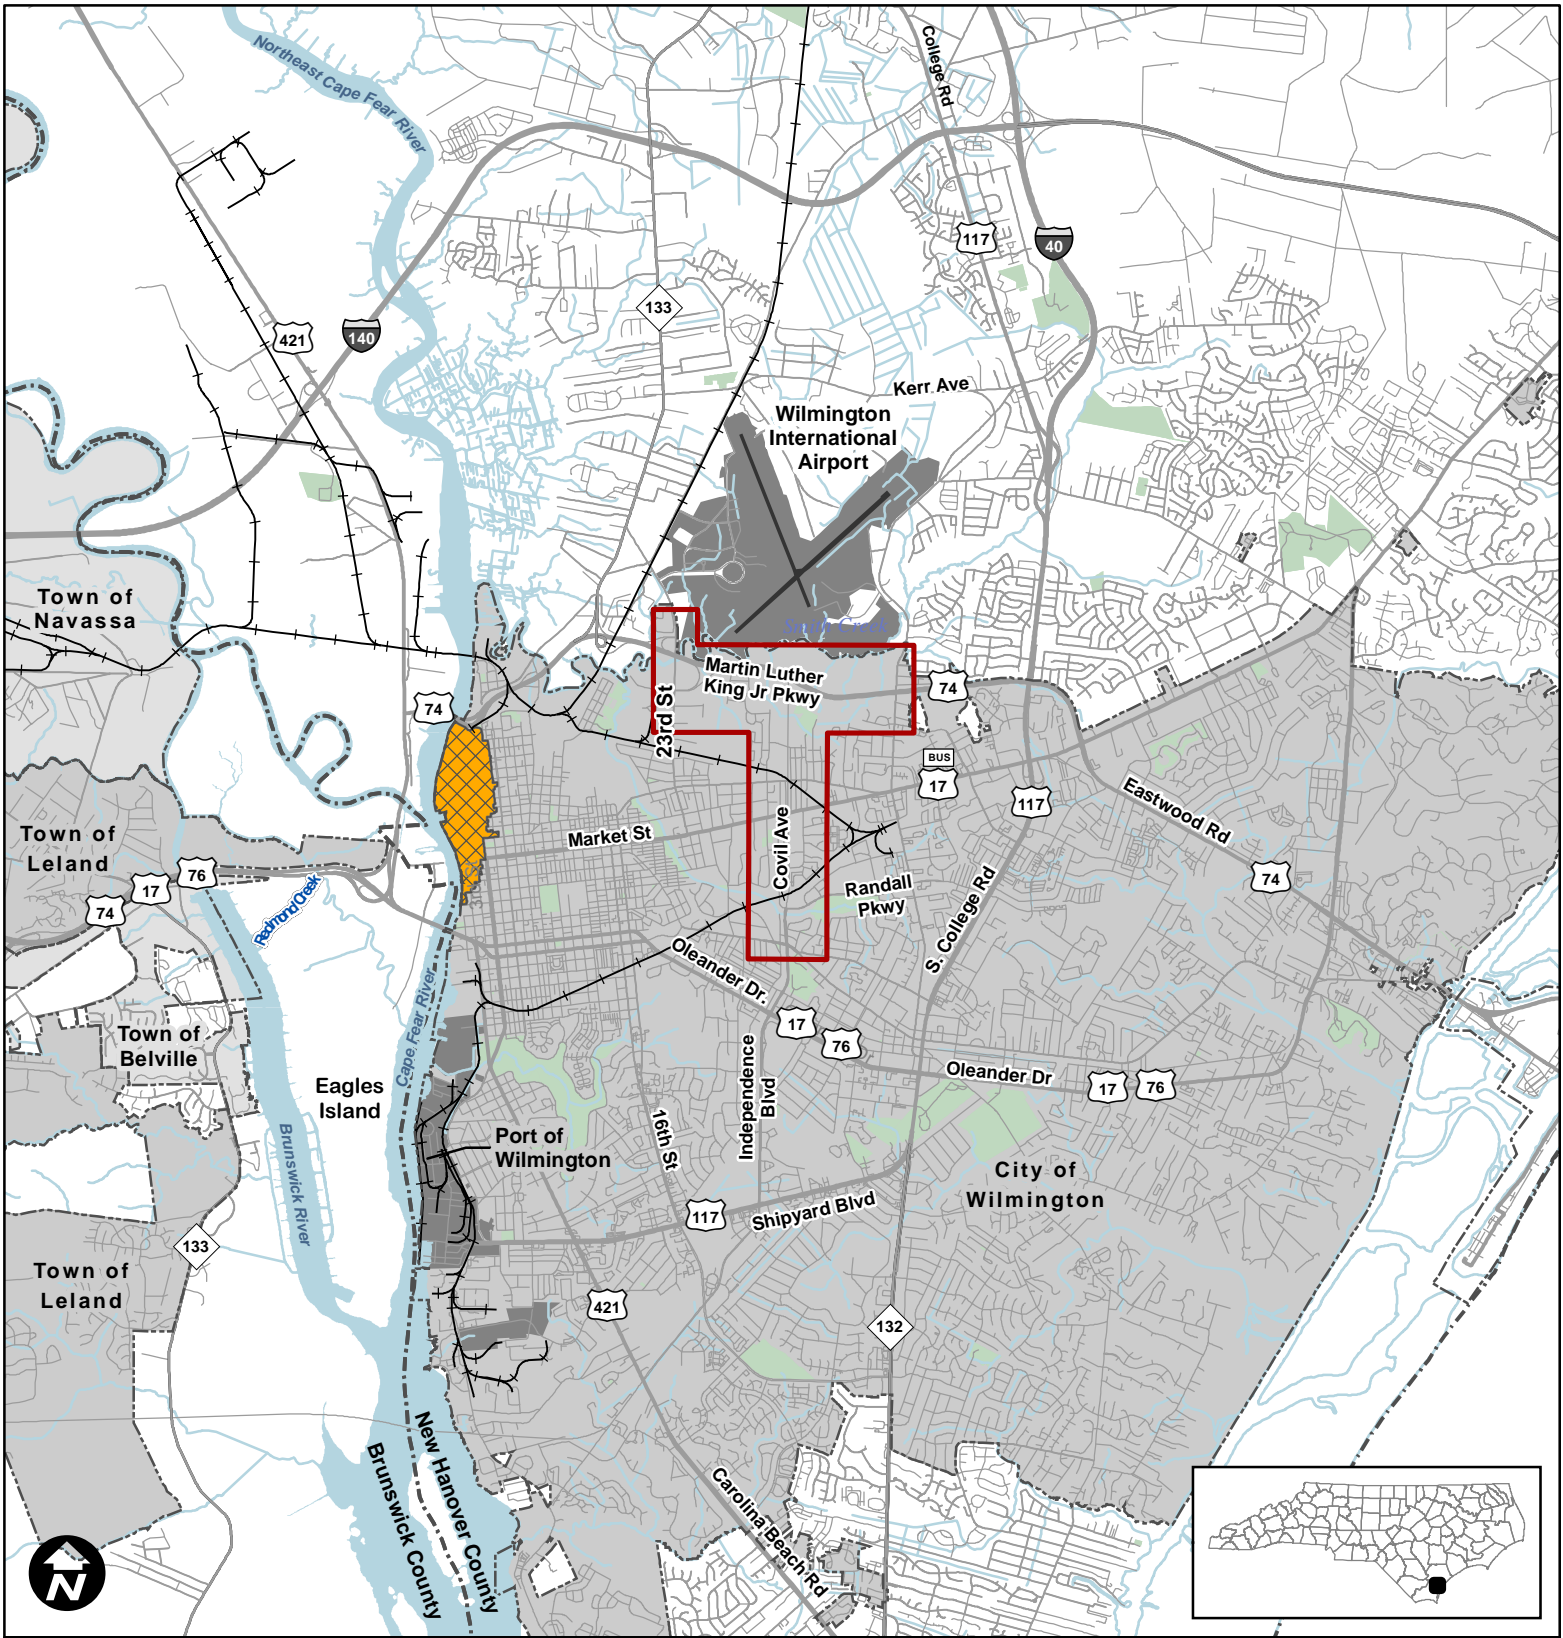 College Rd
Northeast Cape Fear River
117
40
133
421
140
Kerr Ave
Wilmington
International
Airport
Town of
Navassa
Smith Creek
Martin Luther
King Jr Pkwy
74
74
23rd St
BUS
17
117
Eastwood Rd
Market St
Covil Ave
Town of
Leland
76
17
74
Redmond Creek
Randall
Pkwy
74
S. College Rd
Oleander Dr.
Cape Fear River
17
76
Town of
Belville
Independence
Blvd
Oleander Dr
17
76
Eagles
Island
16th St
Port of
Wilmington
Brunswick River
City of
Wilmington
117
Shipyard Blvd
133
Town of
Leland
421
132
New Hanover County
Brunswick County
Carolina Beach Rd
N